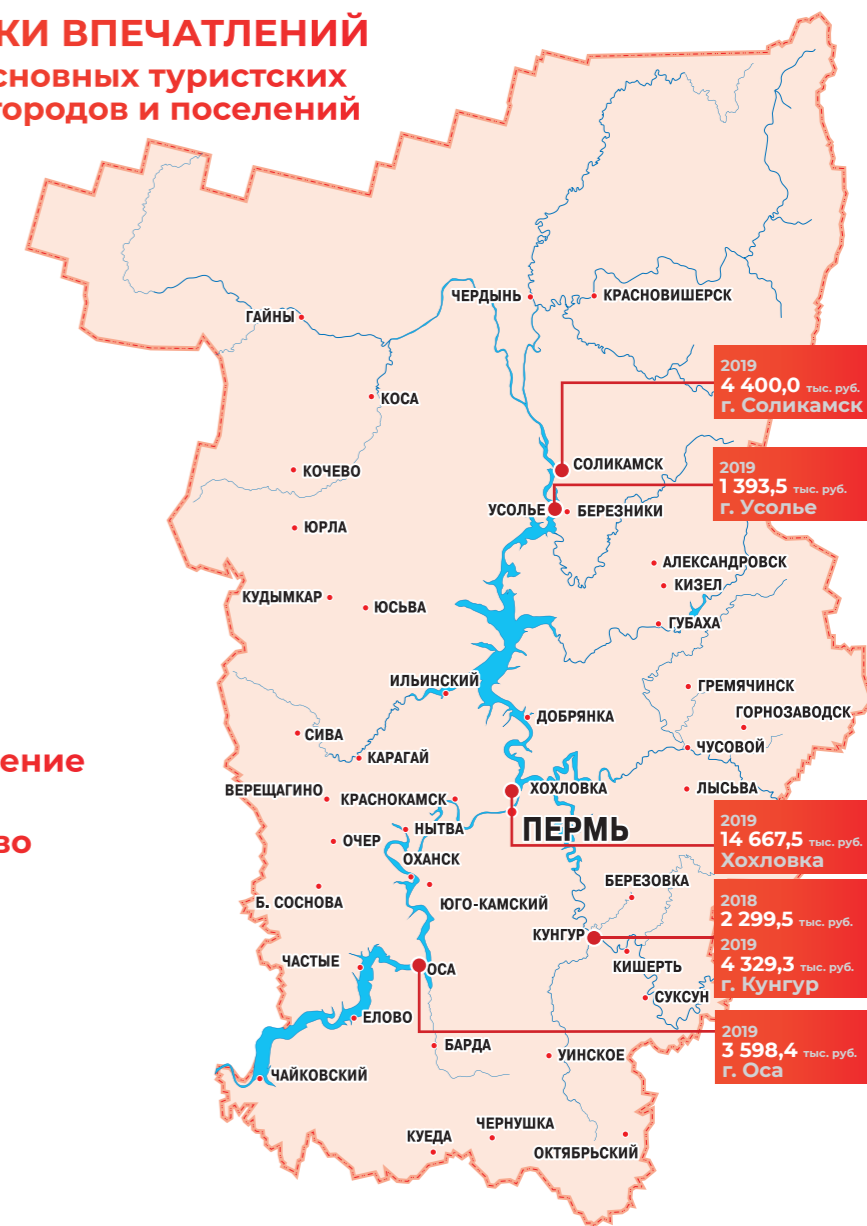 КИ ВПЕЧАТЛЕНИЙ
сновных туристских
городов и поселений
ЧЕРДЫНЬ
КРАСНОВИШЕРСК
ГАЙНЫ
2019
4 400,0 тыс. руб.
г. Соликамск
КОСА
СОЛИКАМСК
КОЧЕВО
2019
1 393,5 тыс. руб.
г. Усолье
УСОЛЬЕ
БЕРЕЗНИКИ
ЮРЛА
АЛЕКСАНДРОВСК
КИЗЕЛ
КУДЫМКАР
ЮСЬВА
ГУБАХА
ИЛЬИНСКИЙ
ГРЕМЯЧИНСК
ДОБРЯНКА
ГОРНОЗАВОДСК
СИВА
ЧУСОВОЙ
КАРАГАЙ
ение
ВЕРЕЩАГИНО
КРАСНОКАМСК
ХОХЛОВКА
ЛЫСЬВА
во
ОЧЕР
НЫТВА
ПЕРМЬ
2019
14 667,5 тыс. руб.
Хохловка
ОХАНСК
БЕРЕЗОВКА
Б. СОСНОВА
ЮГО-КАМСКИЙ
2018
2 299,5 тыс. руб.
2019
4 329,3 тыс. руб.
г. Кунгур
КУНГУР
ЧАСТЫЕ
ОСА
КИШЕРТЬ
СУКСУН
ЕЛОВО
2019
3 598,4 тыс. руб.
г. Оса
БАРДА
УИНСКОЕ
ЧАЙКОВСКИЙ
ЧЕРНУШКА
КУЕДА
ОКТЯБРЬСКИЙ